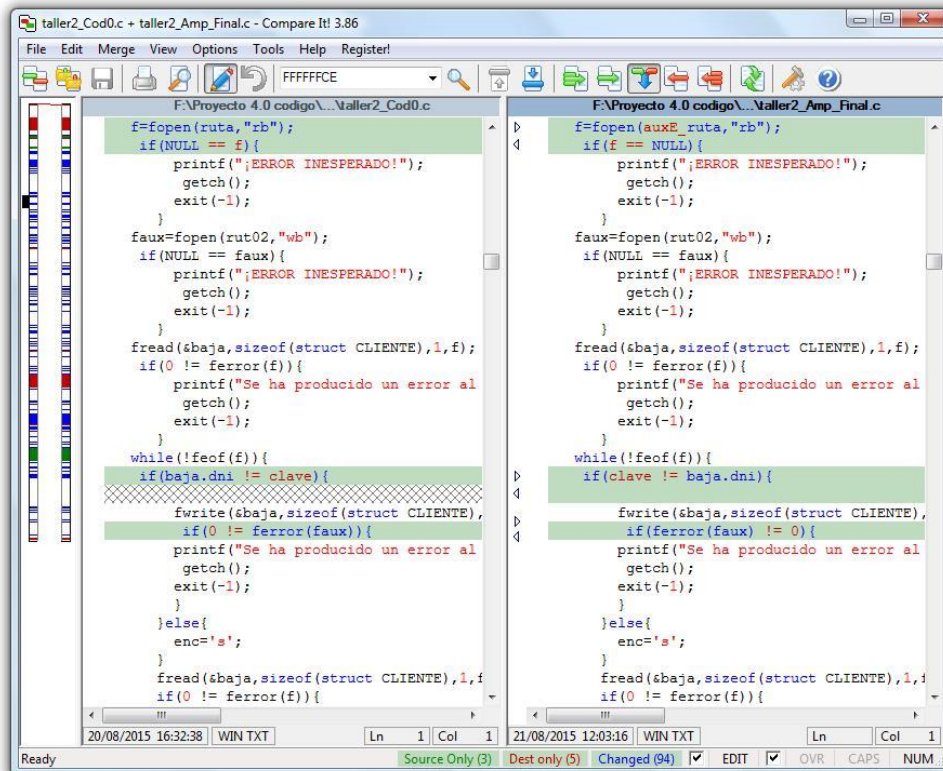 taller2_Cod0.c + taller2_Amp_Final.c - Compare It! 3.86
File Edit Merge View Options Tools Help Register!
FFFFFFCE
F:\Proyecto 4.0 codigo\...\taller2_Cod0.c
f=fopen(ruta,"rb");
if(NULL == f){
printf("¡ERROR INESPERADO!");
getch();
exit(-1);
}
faux=fopen(rut02,"wb");
if(NULL == faux){
printf("¡ERROR INESPERADO!");
getch();
exit(-1);
}
fread(&baja,sizeof(struct CLIENTE),1,f);
if(0 != ferror(f)){
printf("Se ha producido un error al
getch();
exit(-1);
}
while(!feof(f)){
if(baja.dni != clave){
fwrite(&baja,sizeof(struct CLIENTE),
if(0 != ferror(faux)){
printf("Se ha producido un error al
getch();
exit(-1);
}
}else{
enc='s';
}
fread(&baja,sizeof(struct CLIENTE),1,f
if(0 != ferror(f)){
20/08/2015 16:32:38 WIN TXT Ln 1 Col 1
F:\Proyecto 4.0 codigo\...\taller2_Amp_Final.c
f=fopen(auxE_ruta,"rb");
if(f == NULL){
printf("¡ERROR INESPERADO!");
getch();
exit(-1);
}
faux=fopen(rut02,"wb");
if(NULL == faux){
printf("¡ERROR INESPERADO!");
getch();
exit(-1);
}
fread(&baja,sizeof(struct CLIENTE),1,f);
if(0 != ferror(f)){
printf("Se ha producido un error al
getch();
exit(-1);
}
while(!feof(f)){
if(clave != baja.dni){
fwrite(&baja,sizeof(struct CLIENTE),
if(ferror(faux) != 0){
printf("Se ha producido un error al
getch();
exit(-1);
}
}else{
enc='s';
}
fread(&baja,sizeof(struct CLIENTE),1,f
if(0 != ferror(f)){
21/08/2015 12:03:16 WIN TXT Ln 1 Col 1
Ready Source Only (3) Dest only (5) Changed (94) EDIT OVR CAPS NUM